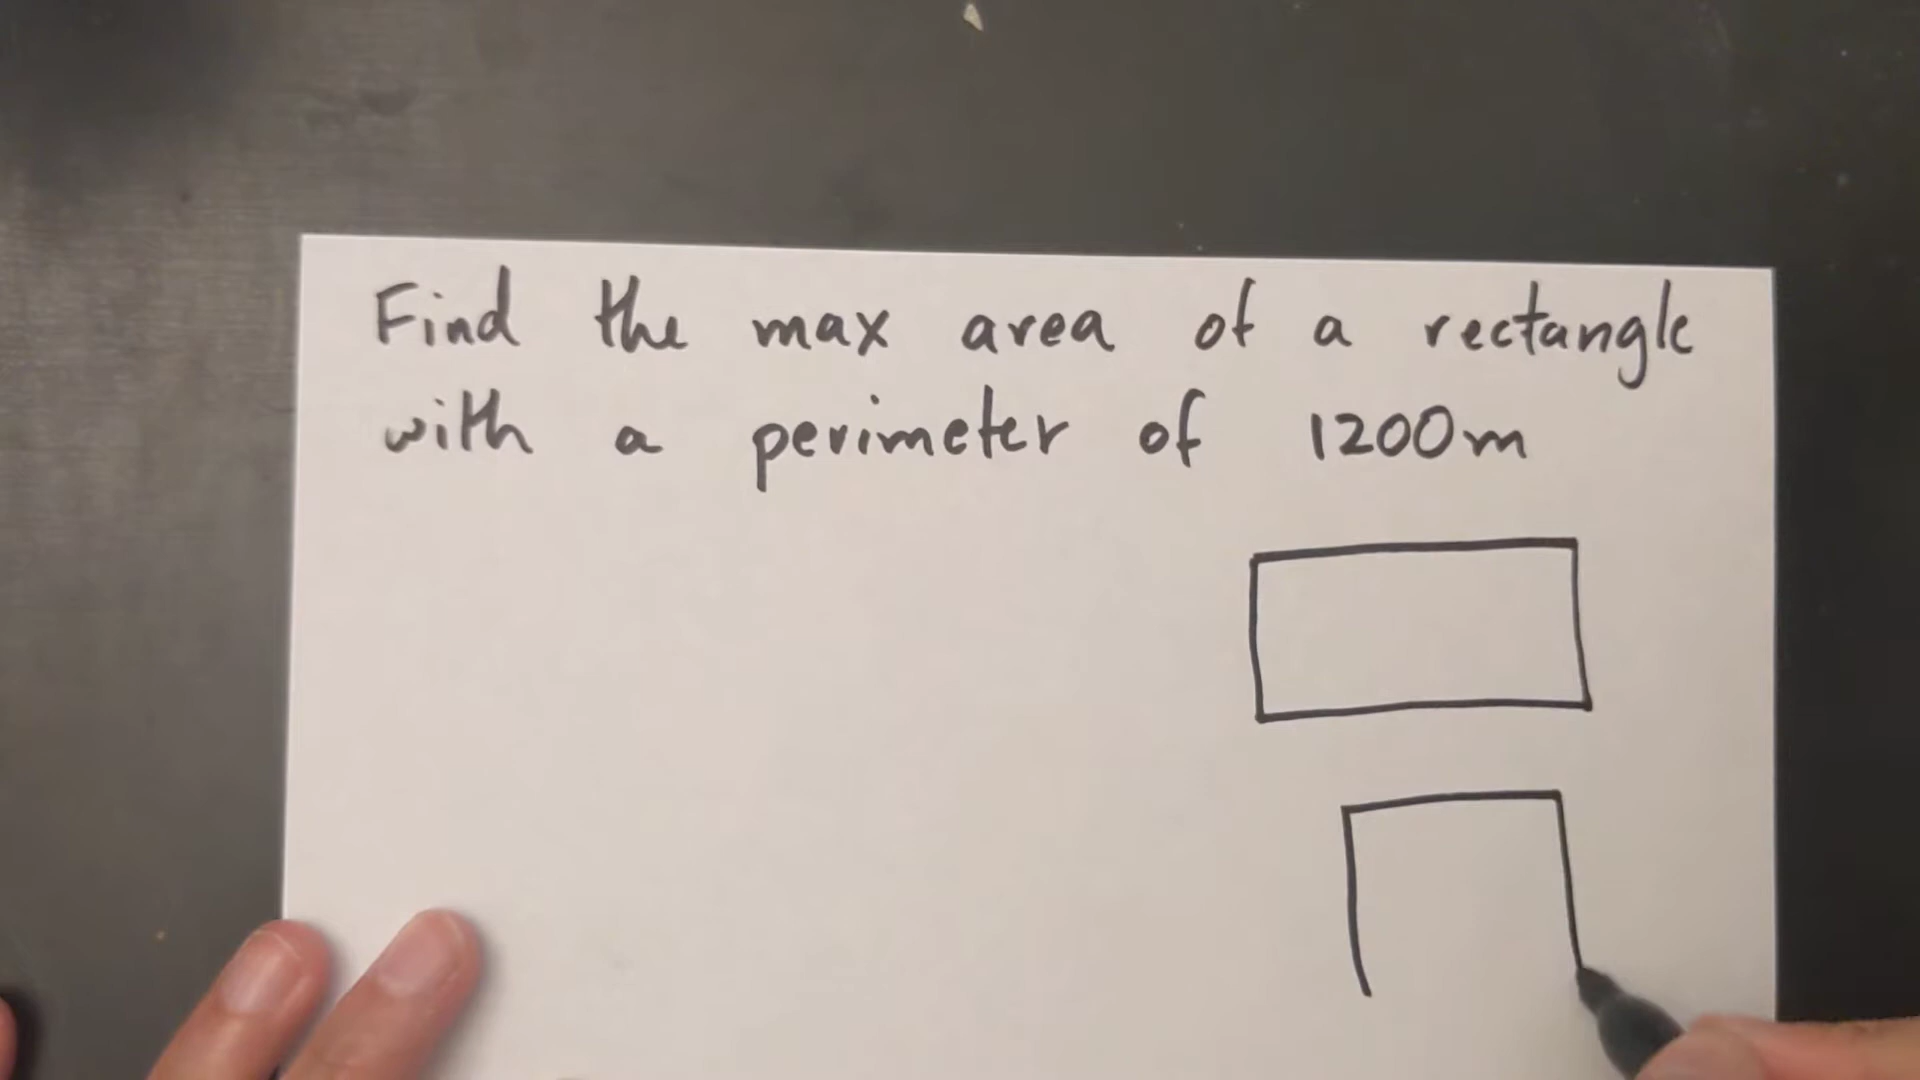 Find the max area of a rectangle
with a perimeter of 1200m